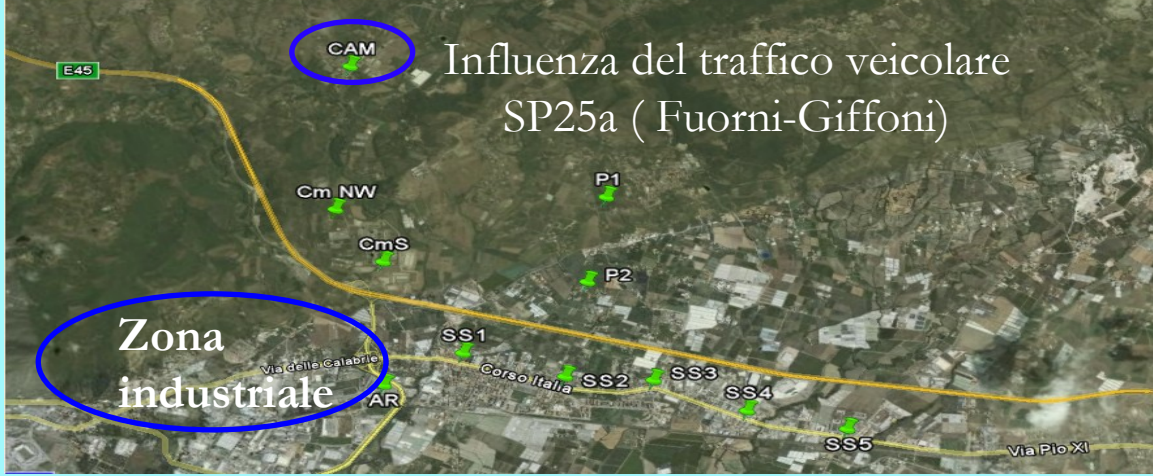 CAM
E45
Influenza del traffico veicolare
SP25a ( Fuorni-Giffoni)
Cm NW
P1
CmS
P2
Zona
industriale
Via delle Calabrie
SS1
Corso Italia
SS2
SS3
AR
SS4
SS5
Via Pio XI